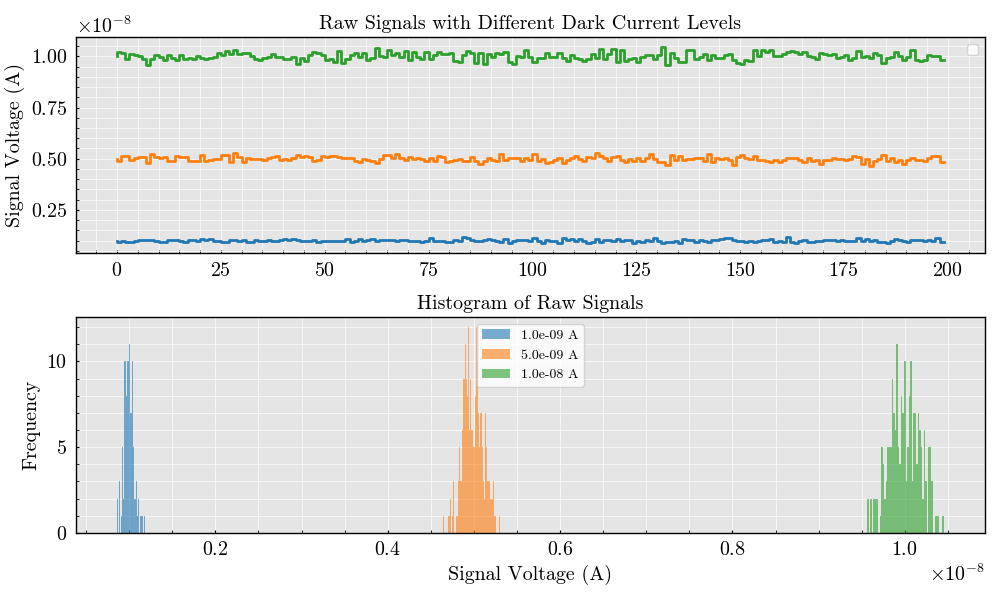 Raw Signals with Different Dark Current Levels
×10⁻⁸
Signal Voltage (A)
1.00
0.75
0.50
0.25
0 25 50 75 100 125 150 175 200
Histogram of Raw Signals
Frequency
10
5
0
1.0e-09 A
5.0e-09 A
1.0e-08 A
0.2 0.4 0.6 0.8 1.0
Signal Voltage (A)
×10⁻⁸